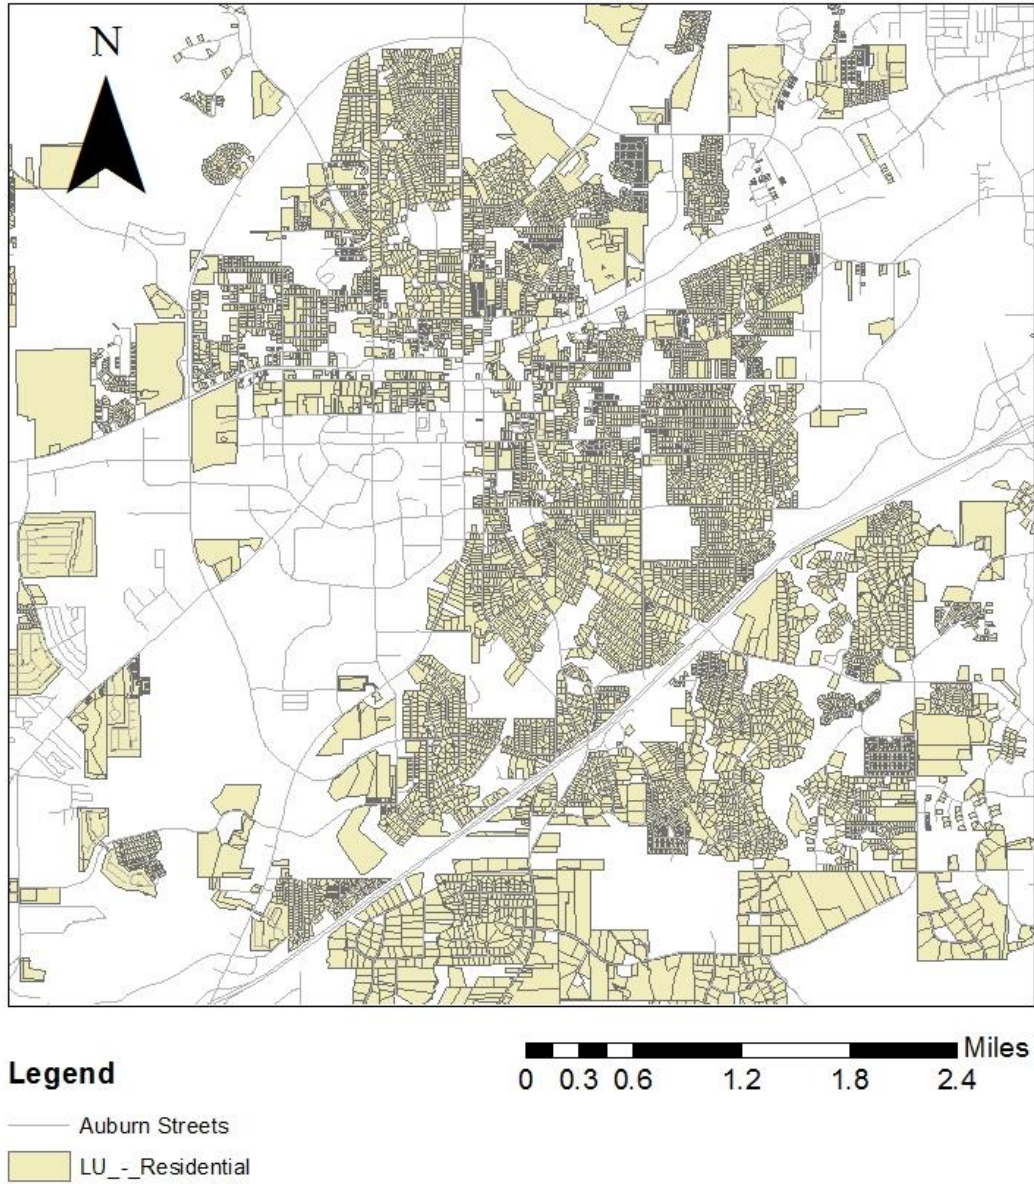 N
Miles
0 0.3 0.6 1.2 1.8 2.4
Legend
Auburn Streets
LU_-_Residential